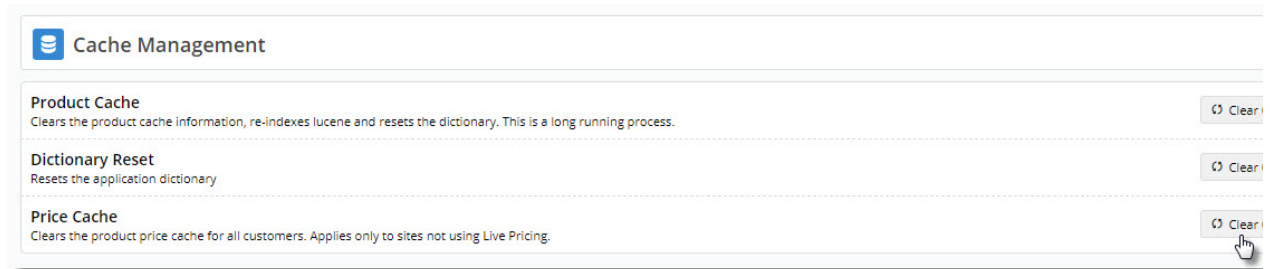 Cache Management
Product Cache
Clears the product cache information, re-indexes lucene and resets the dictionary. This is a long running process.
Clear
Dictionary Reset
Resets the application dictionary
Clear
Price Cache
Clears the product price cache for all customers. Applies only to sites not using Live Pricing.
Clear